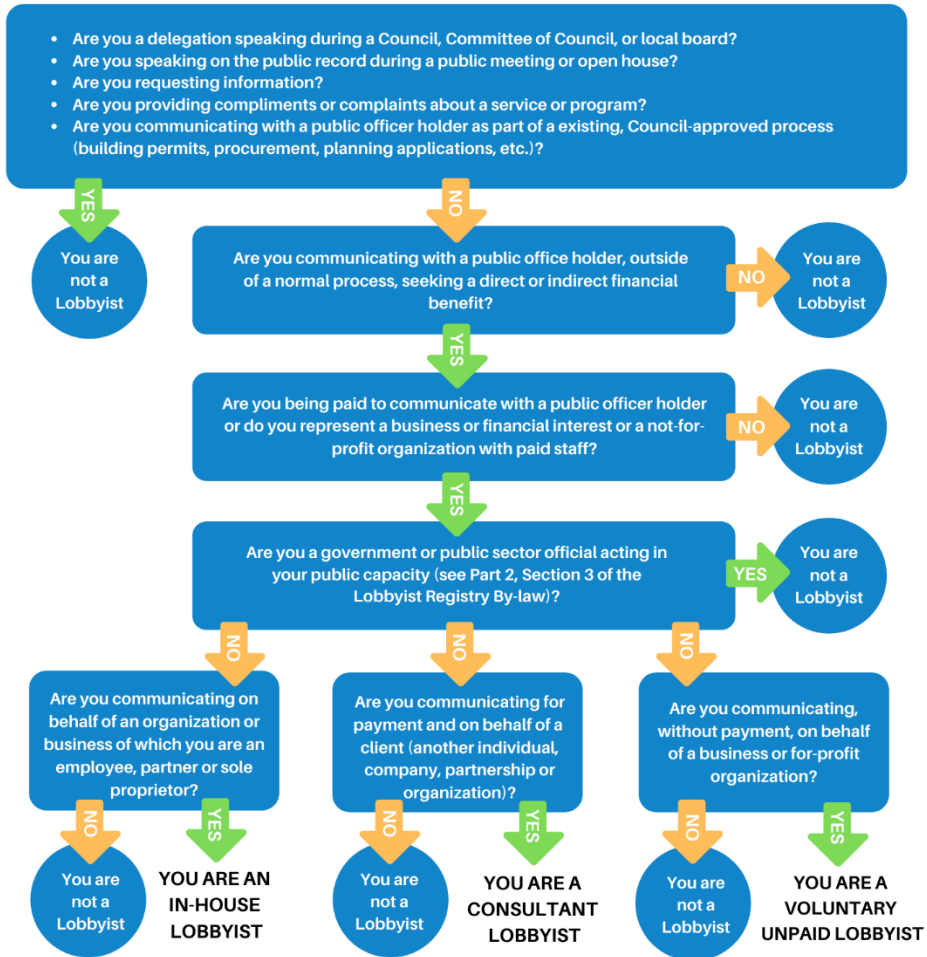 • Are you a delegation speaking during a Council, Committee of Council, or local board?
• Are you speaking on the public record during a public meeting or open house?
• Are you requesting information?
• Are you providing compliments or complaints about a service or program?
• Are you communicating with a public officer holder as part of a existing, Council-approved process
(building permits, procurement, planning applications, etc.)?
YES
NO
You are
not a
Lobbyist
Are you communicating with a public office holder, outside
of a normal process, seeking a direct or indirect financial
benefit?
NO
You are
not a
Lobbyist
YES
Are you being paid to communicate with a public officer holder
or do you represent a business or financial interest or a not-for-
profit organization with paid staff?
NO
You are
not a
Lobbyist
YES
Are you a government or public sector official acting in
your public capacity (see Part 2, Section 3 of the
Lobbyist Registry By-law)?
YES
You are
not a
Lobbyist
NO
NO
NO
Are you communicating on
behalf of an organization or
business of which you are an
employee, partner or sole
proprietor?
Are you communicating for
payment and on behalf of a
client (another individual,
company, partnership or
organization)?
Are you communicating,
without payment, on behalf
of a business or for-profit
organization?
NO
YES
NO
YES
NO
YES
You are
not a
Lobbyist
YOU ARE AN
IN-HOUSE
LOBBYIST
You are
not a
Lobbyist
YOU ARE A
CONSULTANT
LOBBYIST
You are
not a
Lobbyist
YOU ARE A
VOLUNTARY
UNPAID LOBBYIST